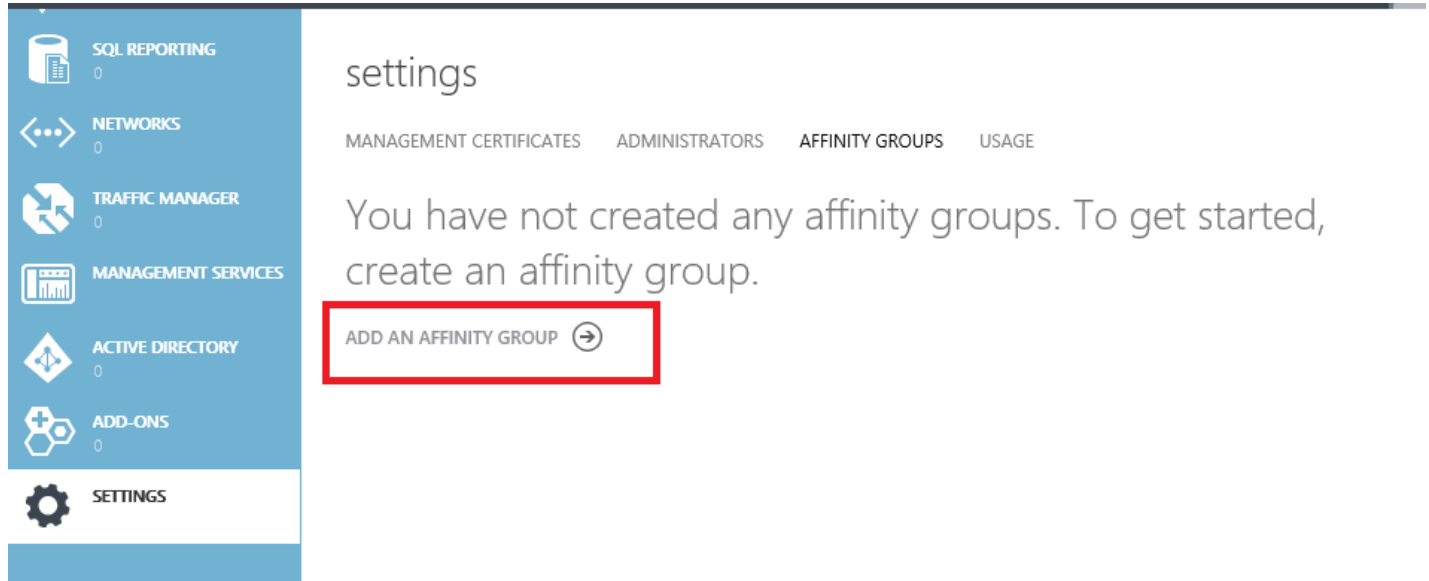 SQL REPORTING
0
NETWORKS
0
TRAFFIC MANAGER
0
MANAGEMENT SERVICES
ACTIVE DIRECTORY
0
ADD-ONS
0
SETTINGS
settings
MANAGEMENT CERTIFICATES ADMINISTRATORS AFFINITY GROUPS USAGE
You have not created any affinity groups. To get started,
create an affinity group.
ADD AN AFFINITY GROUP